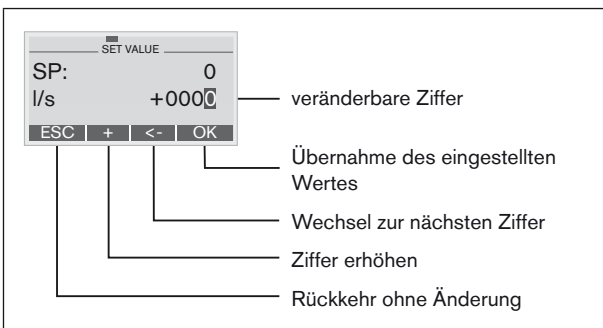 SET VALUE
SP: 0
l/s +0000
ESC + <- OK
veränderbare Ziffer
Übernahme des eingestellten
Wertes
Wechsel zur nächsten Ziffer
Ziffer erhöhen
Rückkehr ohne Änderung